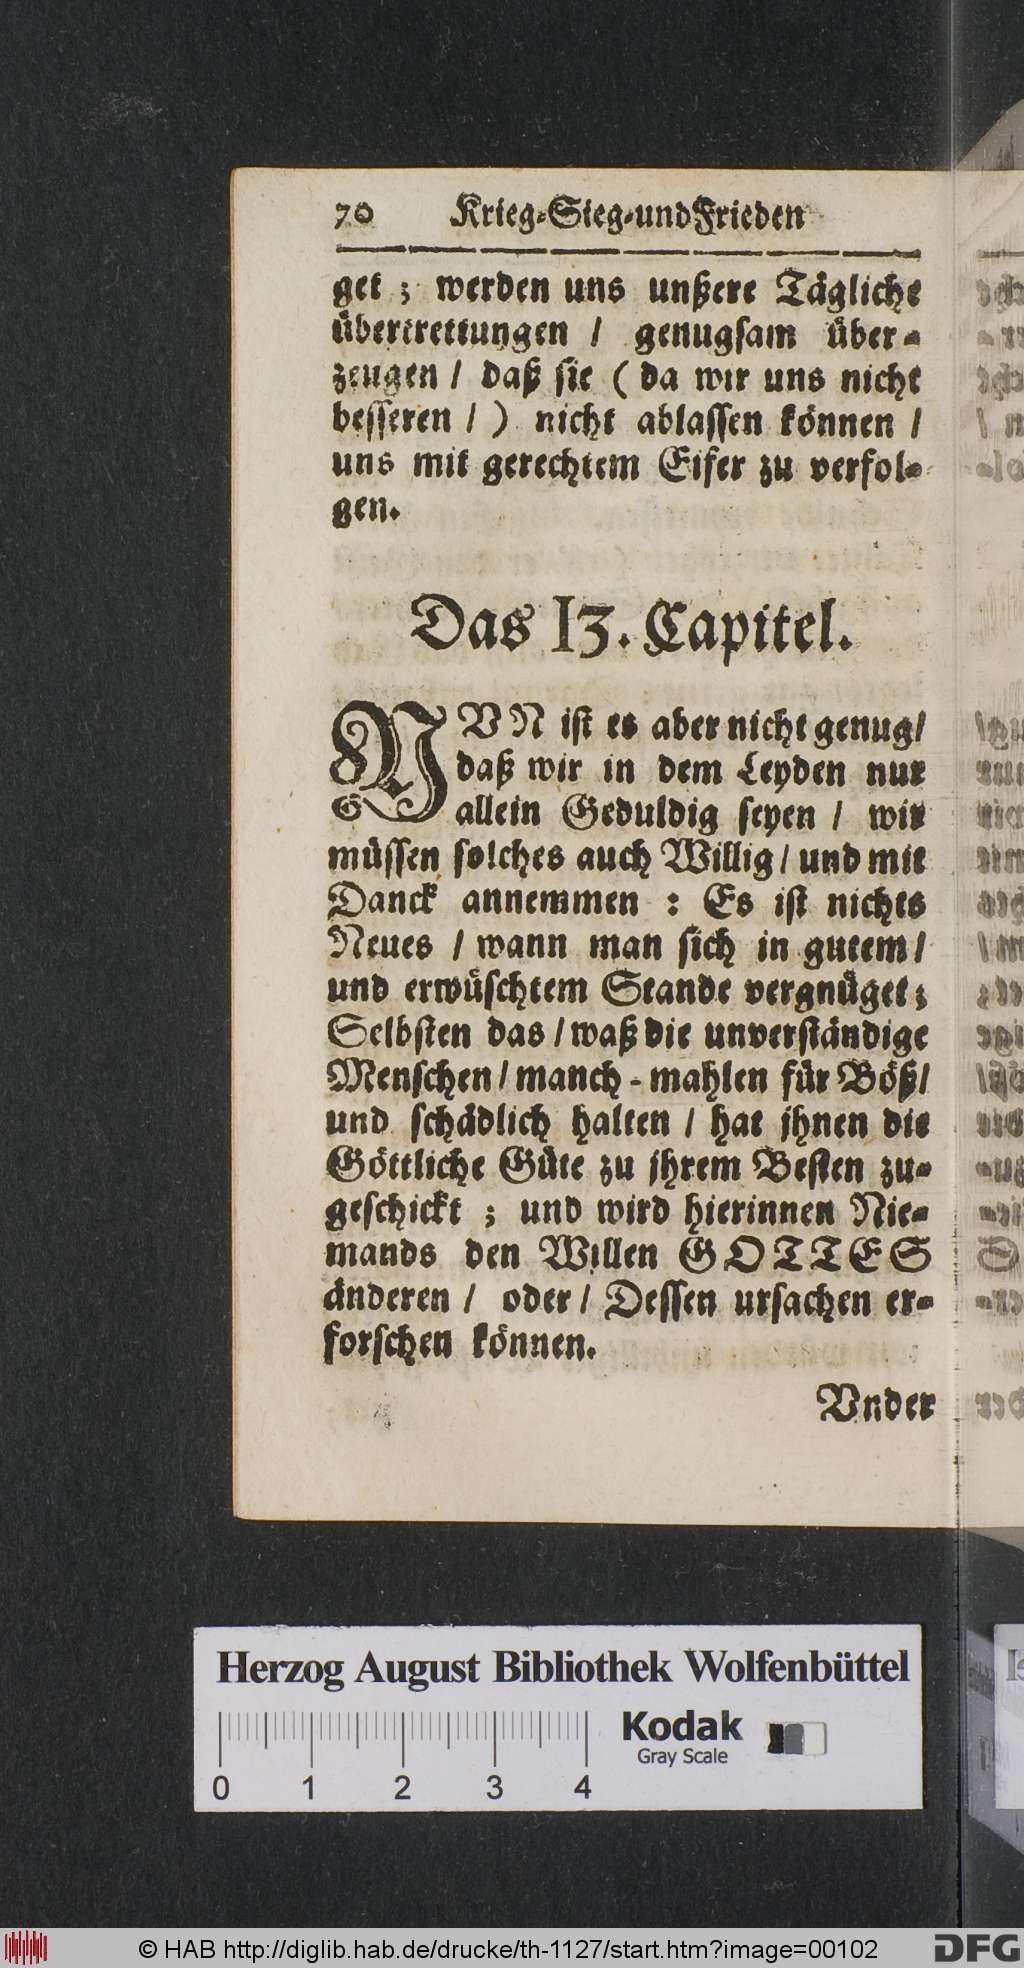 70 Krieg-Sieg-und Frieden
get ; werden uns unßere Tägliche
übertrettungen / genugsam über-
zeugen / daß sie ( da wir uns nicht
besseren / ) nicht ablassen können /
uns mit gerechtem Eifer zu verfol-
gen.
Das 13. Capitel.
NVN ist es aber nicht genug/
daß wir in dem Leyden nur
allein Geduldig seyen / wir
müssen solches auch Willig / und mit
Danck annemmen : Es ist nichts
Neues / wann man sich in gutem/
und erwüschtem Stande vergnüget;
Selbsten das / waß die unverständige
Menschen / manch-mahlen für Böß/
und schädlich halten / hat jhnen die
Göttliche Güte zu jhrem Besten zu-
geschickt ; und wird hierinnen Nie-
mands den Willen GOTTES
änderen / oder / Dessen ursachen er-
forschen können.
Vnder
Herzog August Bibliothek Wolfenbüttel
Kodak
Gray Scale
0 1 2 3 4
© HAB http://diglib.hab.de/drucke/th-1127/start.htm?image=00102
DFG